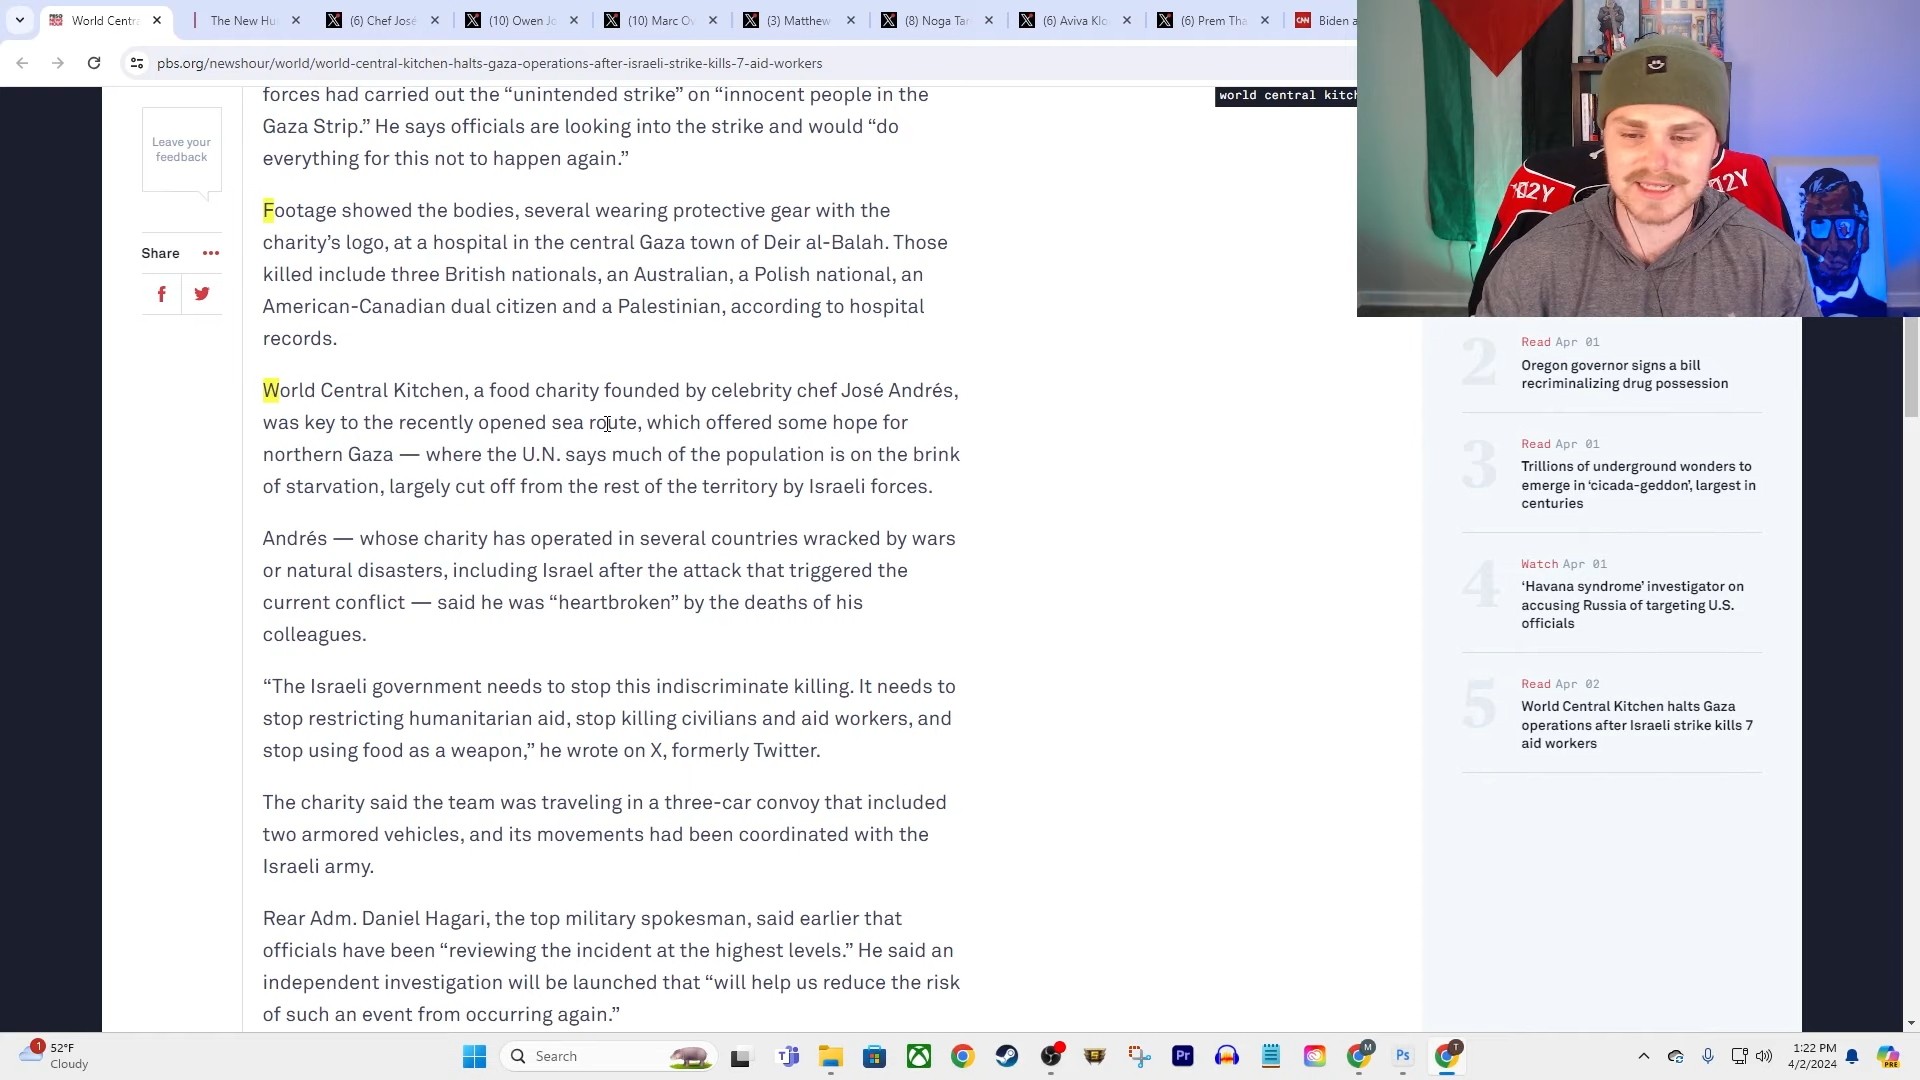 World Centra
The New Hu
(6) Chef José
(10) Owen Jo
(10) Marc Ow
(3) Matthew
(8) Noga Tar
(6) Aviva Klo
(6) Prem Tha
CNN
Biden a
pbs.org/newshour/world/world-central-kitchen-halts-gaza-operations-after-israeli-strike-kills-7-aid-workers
world central kitch
forces had carried out the “unintended strike” on “innocent people in the
Gaza Strip.” He says officials are looking into the strike and would “do
everything for this not to happen again.”
Leave your
feedback
Share
Footage showed the bodies, several wearing protective gear with the
charity’s logo, at a hospital in the central Gaza town of Deir al-Balah. Those
killed include three British nationals, an Australian, a Polish national, an
American-Canadian dual citizen and a Palestinian, according to hospital
records.
World Central Kitchen, a food charity founded by celebrity chef José Andrés,
was key to the recently opened sea route, which offered some hope for
northern Gaza — where the U.N. says much of the population is on the brink
of starvation, largely cut off from the rest of the territory by Israeli forces.
Andrés — whose charity has operated in several countries wracked by wars
or natural disasters, including Israel after the attack that triggered the
current conflict — said he was “heartbroken” by the deaths of his
colleagues.
“The Israeli government needs to stop this indiscriminate killing. It needs to
stop restricting humanitarian aid, stop killing civilians and aid workers, and
stop using food as a weapon,” he wrote on X, formerly Twitter.
The charity said the team was traveling in a three-car convoy that included
two armored vehicles, and its movements had been coordinated with the
Israeli army.
Rear Adm. Daniel Hagari, the top military spokesman, said earlier that
officials have been “reviewing the incident at the highest levels.” He said an
independent investigation will be launched that “will help us reduce the risk
of such an event from occurring again.”
2
Read Apr 01
Oregon governor signs a bill
recriminalizing drug possession
3
Read Apr 01
Trillions of underground wonders to
emerge in ‘cicada-geddon’, largest in
centuries
4
Watch Apr 01
‘Havana syndrome’ investigator on
accusing Russia of targeting U.S.
officials
5
Read Apr 02
World Central Kitchen halts Gaza
operations after Israeli strike kills 7
aid workers
1
52°F
Cloudy
Search
Pr
Ps
M
T
1:22 PM
4/2/2024
PRE